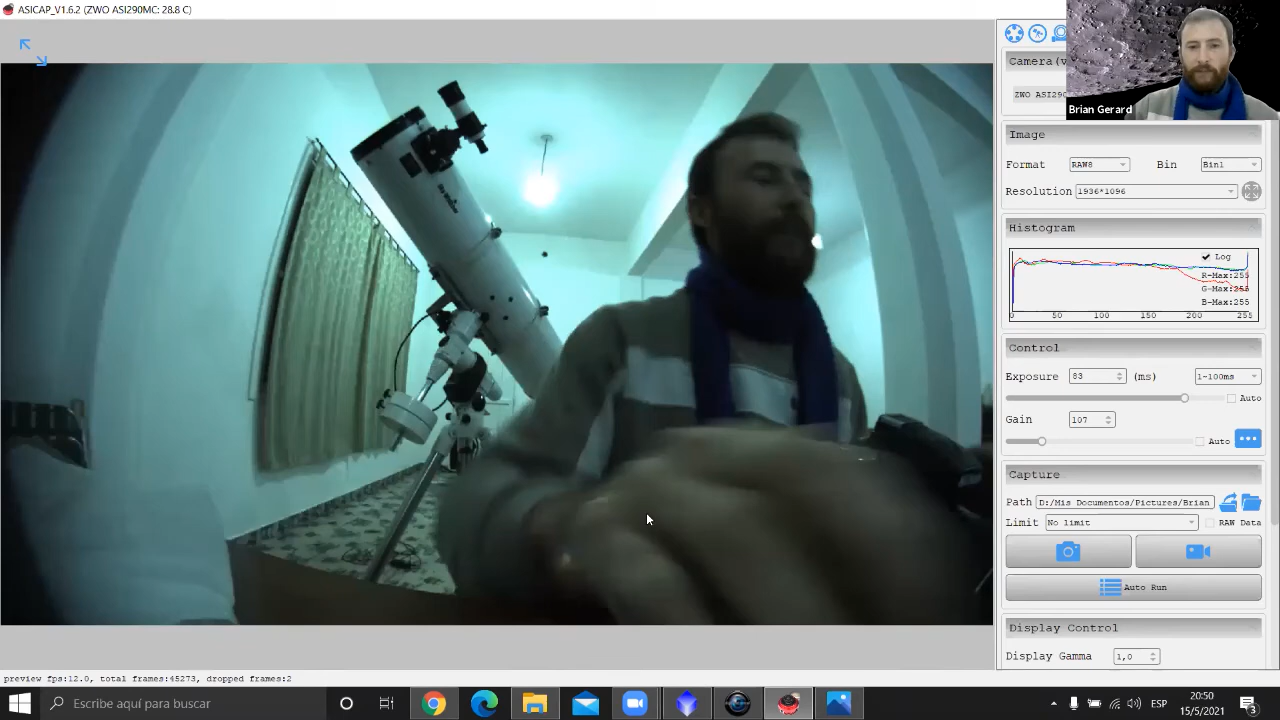 ASICAP_V1.6.2 (ZWO ASI290MC: 28.8 C)
Camera(v
ZWO ASI290
Brian Gerard
Image
Format RAW8 Bin Bin1
Resolution 1936*1096
Histogram
Log
R-Max:255
G-Max:255
B-Max:255
0 50 100 150 200 255
Control
Exposure 83 (ms) 1-100ms
Auto
Gain 107
Auto
Capture
Path D:/Mis Documentos/Pictures/Brian
Limit No limit RAW Data
Auto Run
Display Control
Display Gamma 1,0
preview fps:12.0, total frames:45273, dropped frames:2
Escribe aquí para buscar
ESP
20:50
15/5/2021
3